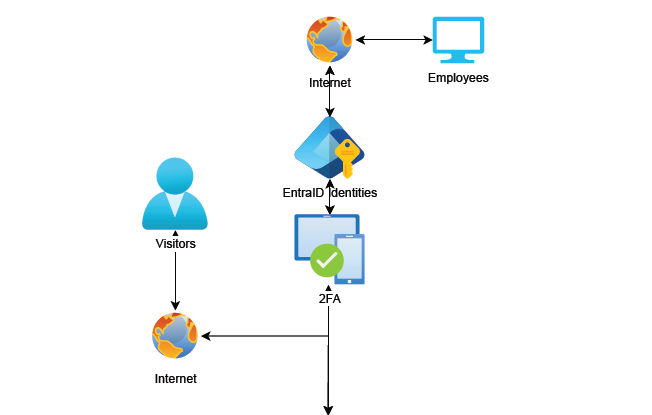 Internet
Employees
EntraID Identities
Visitors
2FA
Internet